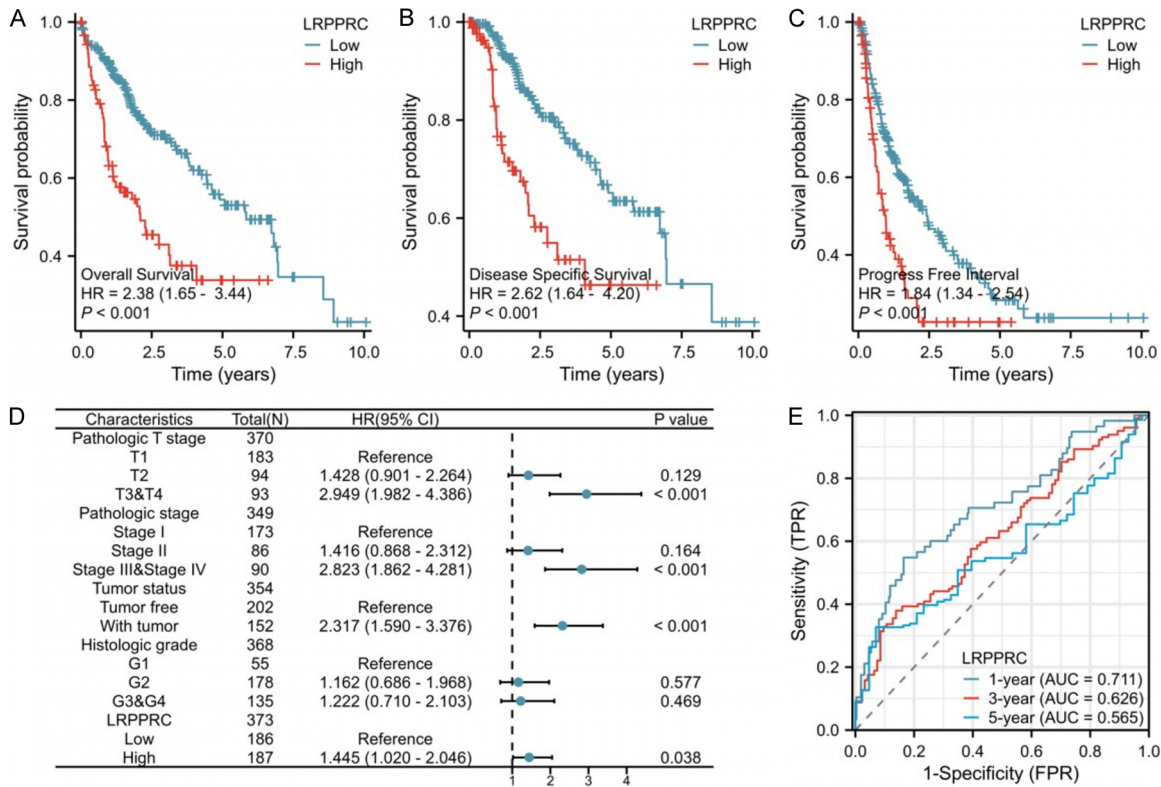 A
LRPPRC
Low
High
Survival probability
1.0
0.8
0.6
0.4
Overall Survival
HR = 2.38 (1.65 - 3.44)
P < 0.001
0.0 2.5 5.0 7.5 10.0
Time (years)
B
LRPPRC
Low
High
Survival probability
1.0
0.8
0.6
0.4
Disease Specific Survival
HR = 2.62 (1.64 - 4.20)
P < 0.001
0.0 2.5 5.0 7.5 10.0
Time (years)
C
LRPPRC
Low
High
Survival probability
1.0
0.8
0.6
0.4
Progress Free Interval
HR = 1.84 (1.34 - 2.54)
P < 0.001
0.0 2.5 5.0 7.5 10.0
Time (years)
D
Characteristics Total(N) HR(95% CI) P value
Pathologic T stage 370
T1 183 Reference
T2 94 1.428 (0.901 - 2.264) 0.129
T3&T4 93 2.949 (1.982 - 4.386) < 0.001
Pathologic stage 349
Stage I 173 Reference
Stage II 86 1.416 (0.868 - 2.312) 0.164
Stage III&Stage IV 90 2.823 (1.862 - 4.281) < 0.001
Tumor status 354
Tumor free 202 Reference
With tumor 152 2.317 (1.590 - 3.376) < 0.001
Histologic grade 368
G1 55 Reference
G2 178 1.162 (0.686 - 1.968) 0.577
G3&G4 135 1.222 (0.710 - 2.103) 0.469
LRPPRC 373
Low 186 Reference
High 187 1.445 (1.020 - 2.046) 0.038
1 2 3 4
E
Sensitivity (TPR)
1.0
0.8
0.6
0.4
0.2
0.0
LRPPRC
1-year (AUC = 0.711)
3-year (AUC = 0.626)
5-year (AUC = 0.565)
0.0 0.2 0.4 0.6 0.8 1.0
1-Specificity (FPR)